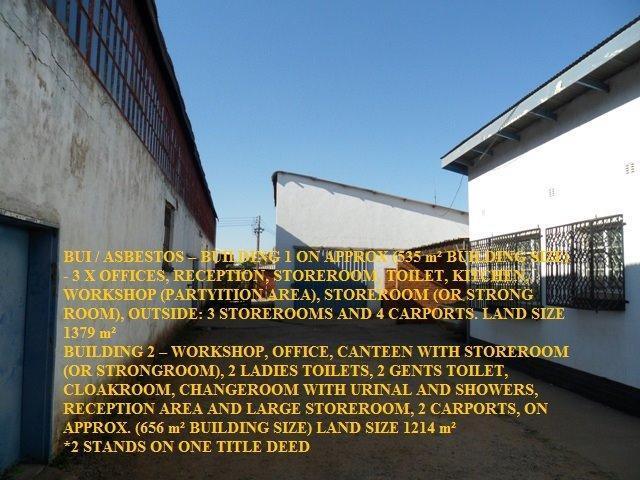 BUI / ASBESTOS – BUILDING 1 ON APPROX (535 m² BUILDING SIZE)
- 3 X OFFICES, RECEPTION, STOREROOM, TOILET, KITCHEN,
WORKSHOP (PARTYITION AREA), STOREROOM (OR STRONG
ROOM), OUTSIDE: 3 STOREROOMS AND 4 CARPORTS. LAND SIZE
1379 m²
BUILDING 2 – WORKSHOP, OFFICE, CANTEEN WITH STOREROOM
(OR STRONGROOM), 2 LADIES TOILETS, 2 GENTS TOILET,
CLOAKROOM, CHANGEROOM WITH URINAL AND SHOWERS,
RECEPTION AREA AND LARGE STOREROOM, 2 CARPORTS, ON
APPROX. (656 m² BUILDING SIZE) LAND SIZE 1214 m²
*2 STANDS ON ONE TITLE DEED